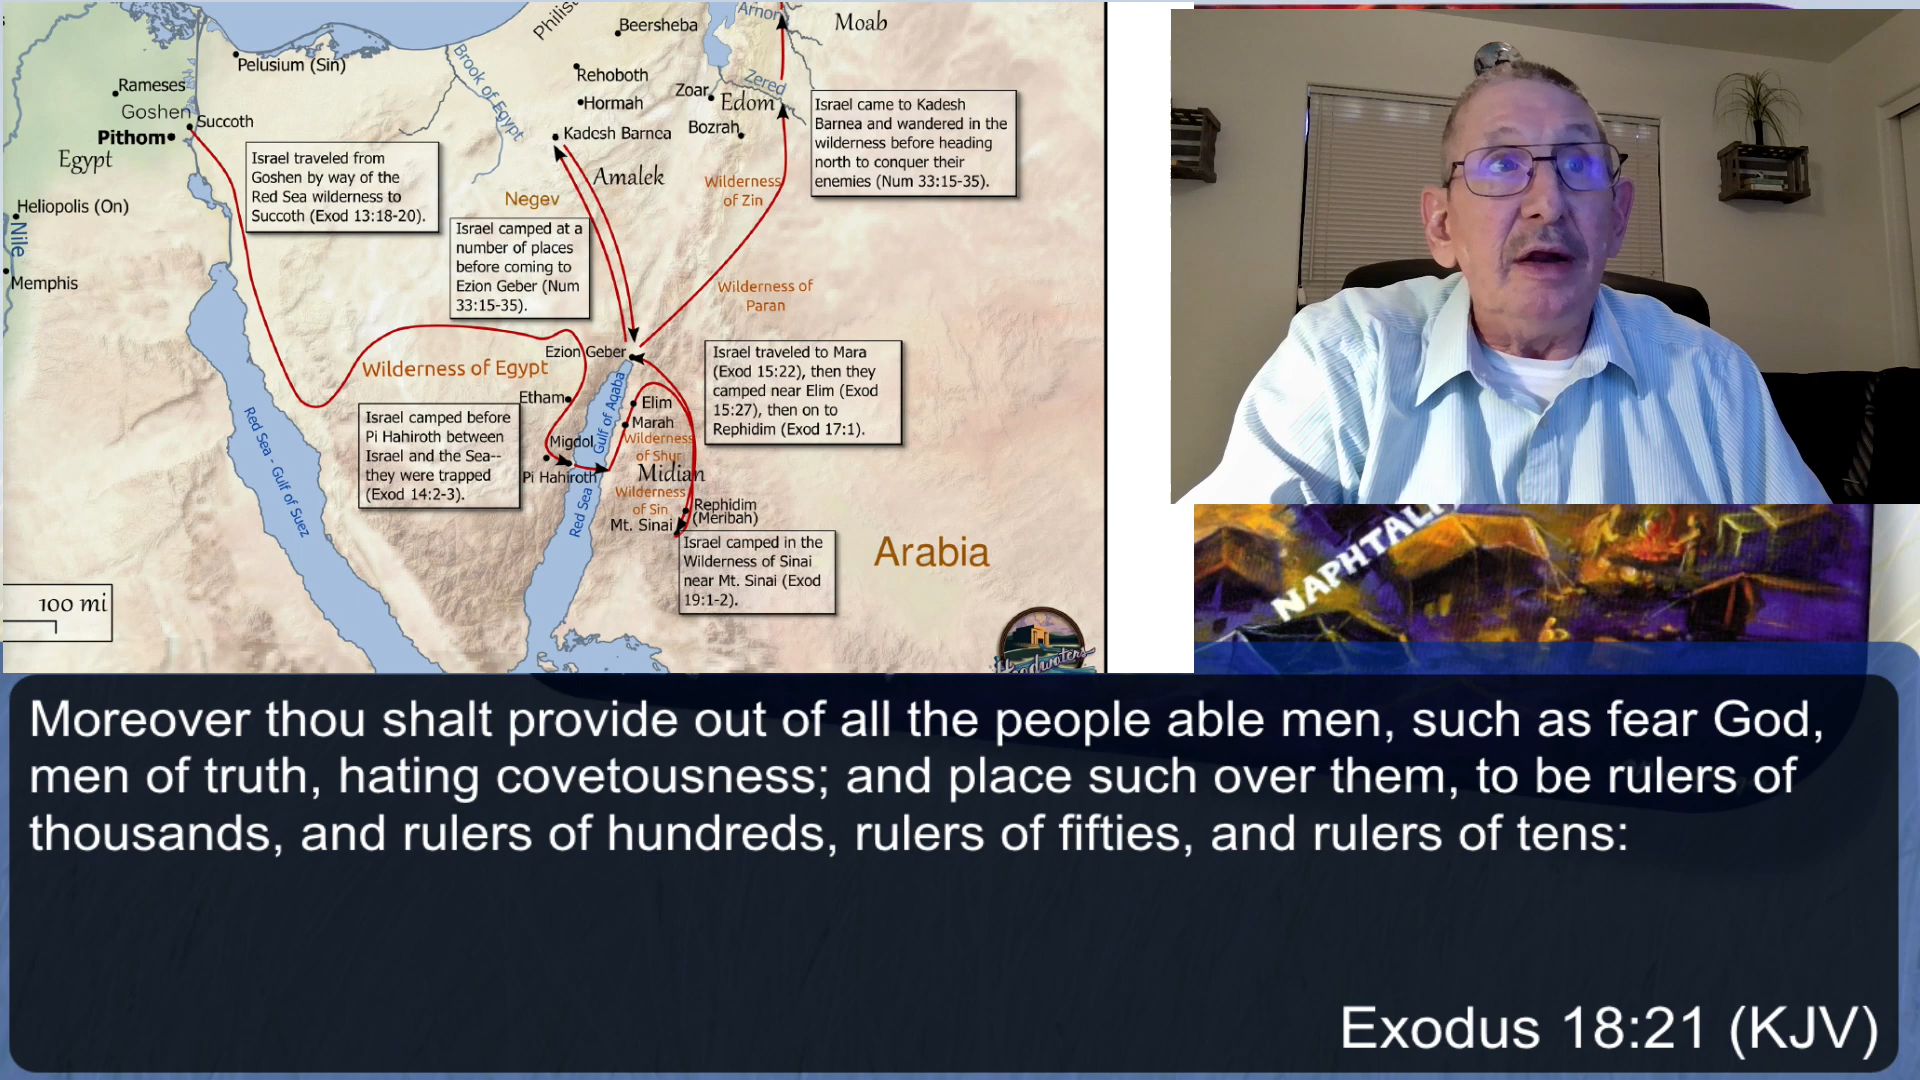 Philis
Beersheba
Arnon
Moab
Pelusium (Sin)
Brook of Egypt
Rehoboth
Zered
Rameses
Zoar
Edom
Goshen
Hormah
Succoth
Bozrah
Pithom
Kadesh Barnea
Egypt
Amalek
Israel came to Kadesh
Barnea and wandered in the
wilderness before heading
north to conquer their
enemies (Num 33:15-35).
Israel traveled from
Goshen by way of the
Red Sea wilderness to
Succoth (Exod 13:18-20).
Wilderness
of Zin
Negev
Heliopolis (On)
Nile
Memphis
Israel camped at a
number of places
before coming to
Ezion Geber (Num
33:15-35).
Wilderness of
Paran
Ezion Geber
Wilderness of Egypt
Israel traveled to Mara
(Exod 15:22), then they
camped near Elim (Exod
15:27), then on to
Rephidim (Exod 17:1).
Etham
Gulf of Aqaba
Elim
Marah
Israel camped before
Pi Hahiroth between
Israel and the Sea--
they were trapped
(Exod 14:2-3).
Migdol
Wilderness
of Shur
Midian
Pi Hahiroth
Red Sea - Gulf of Suez
Red Sea
Wilderness
of Sin
Rephidim
(Meribah)
Mt. Sinai
Israel camped in the
Wilderness of Sinai
near Mt. Sinai (Exod
19:1-2).
Arabia
100 mi
Headwaters
NAPHTALI
Moreover thou shalt provide out of all the people able men, such as fear God,
men of truth, hating covetousness; and place such over them, to be rulers of
thousands, and rulers of hundreds, rulers of fifties, and rulers of tens:
Exodus 18:21 (KJV)